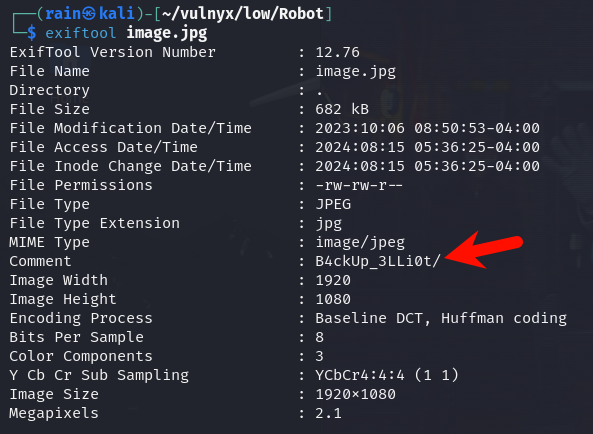 ┌──(rain㉿kali)-[~/vulnyx/low/Robot]
└─$ exiftool image.jpg
ExifTool Version Number         : 12.76
File Name                       : image.jpg
Directory                       : .
File Size                       : 682 kB
File Modification Date/Time     : 2023:10:06 08:50:53-04:00
File Access Date/Time           : 2024:08:15 05:36:25-04:00
File Inode Change Date/Time     : 2024:08:15 05:36:25-04:00
File Permissions                : -rw-rw-r--
File Type                       : JPEG
File Type Extension             : jpg
MIME Type                       : image/jpeg
Comment                         : B4ckUp_3LLi0t/
Image Width                     : 1920
Image Height                    : 1080
Encoding Process                : Baseline DCT, Huffman coding
Bits Per Sample                 : 8
Color Components                : 3
Y Cb Cr Sub Sampling            : YCbCr4:4:4 (1 1)
Image Size                      : 1920×1080
Megapixels                      : 2.1